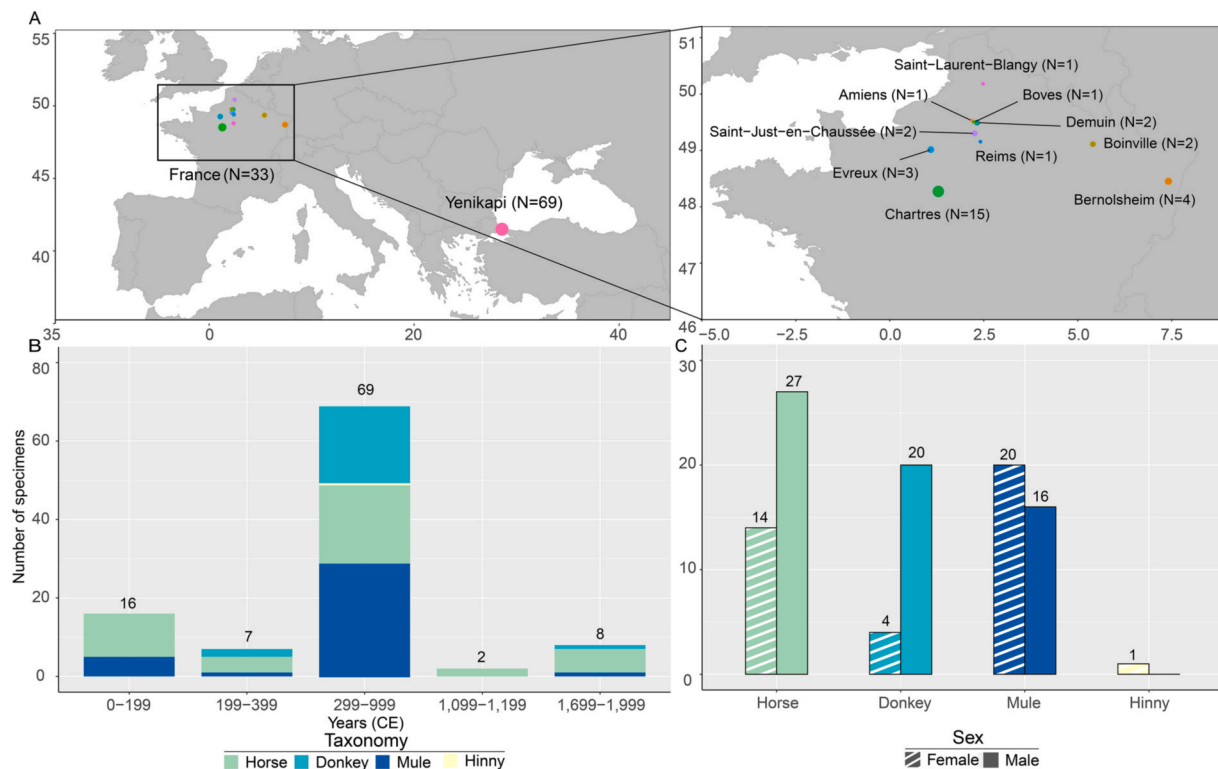 A
55
50
45
40
35
0
20
40
France (N=33)
Yenikapi (N=69)
51
50
49
48
47
46
-5.0
-2.5
0.0
2.5
5.0
7.5
Saint-Laurent-Blangy (N=1)
Amiens (N=1)
Boves (N=1)
Demuin (N=2)
Saint-Just-en-Chaussée (N=2)
Boinville (N=2)
Reims (N=1)
Evreux (N=3)
Bernolsheim (N=4)
Chartres (N=15)
B
Number of specimens
80
60
40
20
0
16
7
69
2
8
0-199
199-399
299-999
1,099-1,199
1,699-1,999
Years (CE)
Taxonomy
Horse Donkey Mule Hinny
C
30
20
10
0
14
27
4
20
20
16
1
Horse
Donkey
Mule
Hinny
Sex
Female Male